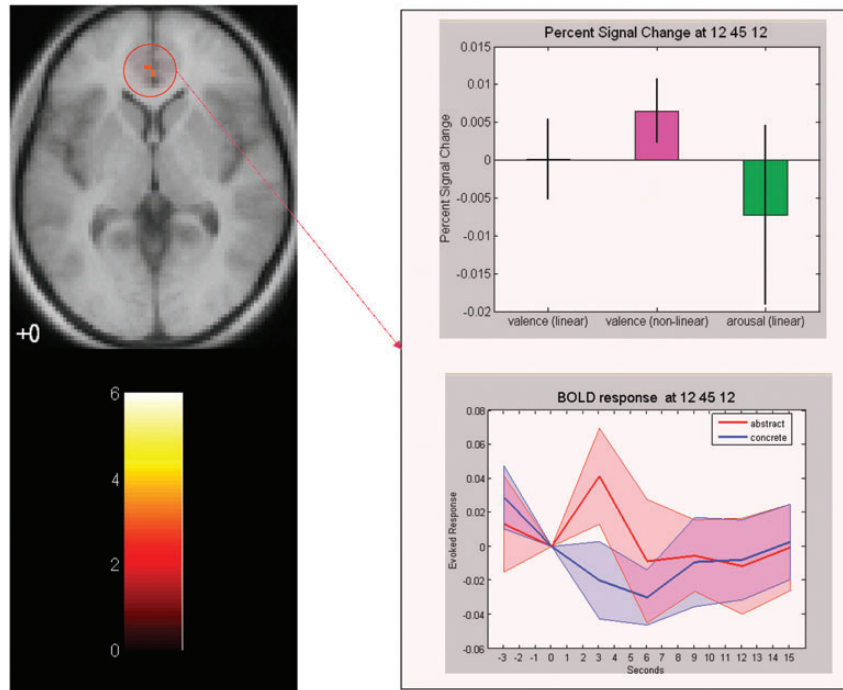 +0
6
4
2
0
Percent Signal Change at 12 45 12
Percent Signal Change
0.015
0.01
0.005
0
-0.005
-0.01
-0.015
-0.02
valence (linear) valence (non-linear) arousal (linear)
BOLD response at 12 45 12
Evoked Response
0.08
0.06
0.04
0.02
0
-0.02
-0.04
-0.06
abstract
concrete
-3 -2 0 0 2 3 4 5 6 7 8 9 10 11 12 13 14 15
Seconds